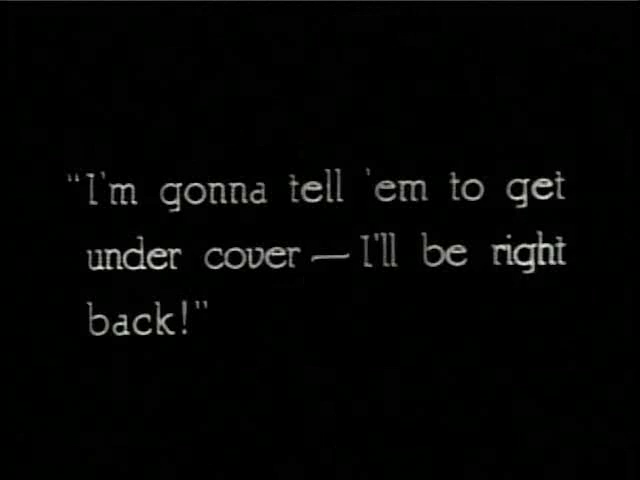 "I'm gonna tell 'em to get
under cover — I'll be right
back!"